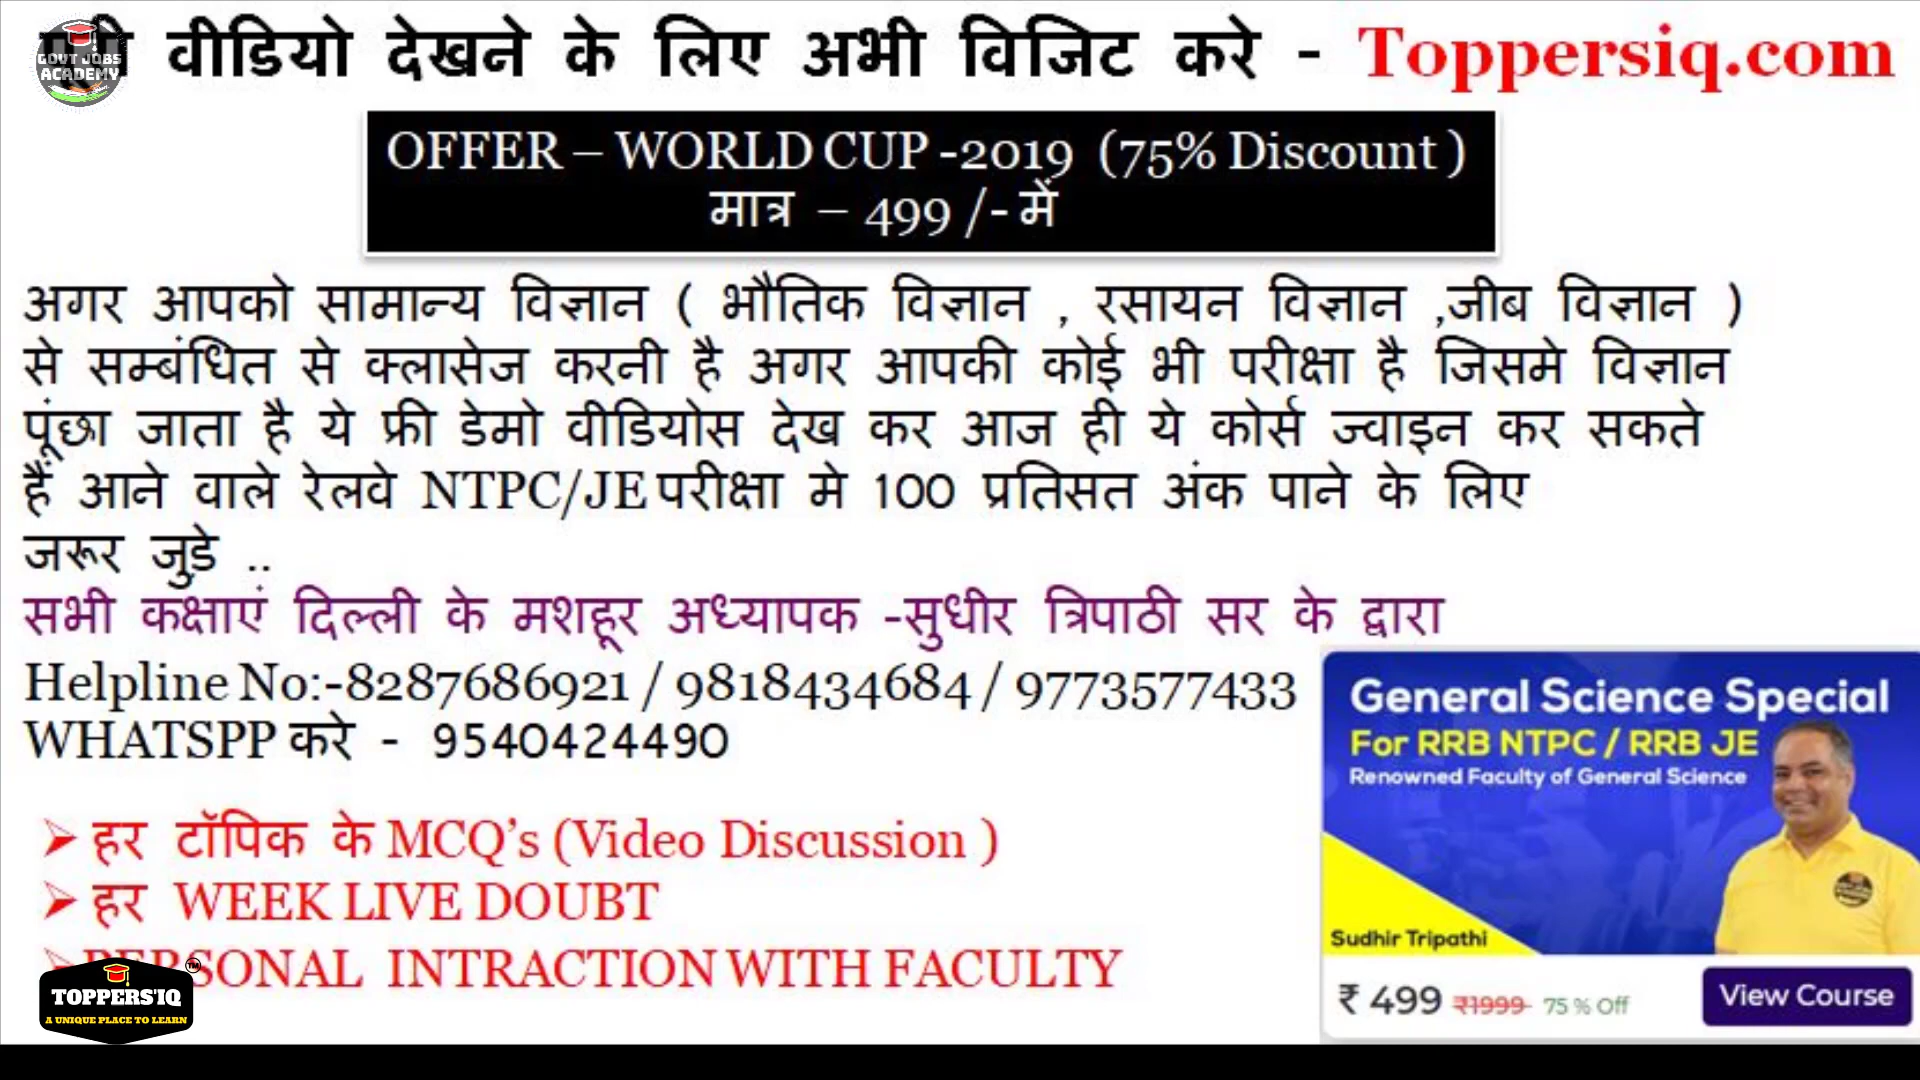 वीडियो देखने के लिए अभी विजिट करे - Toppersiq.com
GOVT JOBS
ACADEMY
OFFER – WORLD CUP -2019 (75% Discount )
मात्र – 499 /- में
अगर आपको सामान्य विज्ञान ( भौतिक विज्ञान , रसायन विज्ञान ,जीब विज्ञान )
से सम्बंधित से क्लासेज करनी है अगर आपकी कोई भी परीक्षा है जिसमे विज्ञान
पूंछा जाता है ये फ्री डेमो वीडियोस देख कर आज ही ये कोर्स ज्वाइन कर सकते
हैं आने वाले रेलवे NTPC/JE परीक्षा मे 100 प्रतिसत अंक पाने के लिए
जरूर जुड़े ..
सभी कक्षाएं दिल्ली के मशहूर अध्यापक -सुधीर त्रिपाठी सर के द्वारा
Helpline No:-8287686921 / 9818434684 / 9773577433
WHATSPP करे - 9540424490
➢ हर टॉपिक के MCQ's (Video Discussion )
➢ हर WEEK LIVE DOUBT
➢PERSONAL INTRACTION WITH FACULTY
TOPPERS'IQ
TM
A UNIQUE PLACE TO LEARN
General Science Special
For RRB NTPC / RRB JE
Renowned Faculty of General Science
Sudhir Tripathi
₹ 499 ₹1999 75 % Off
View Course